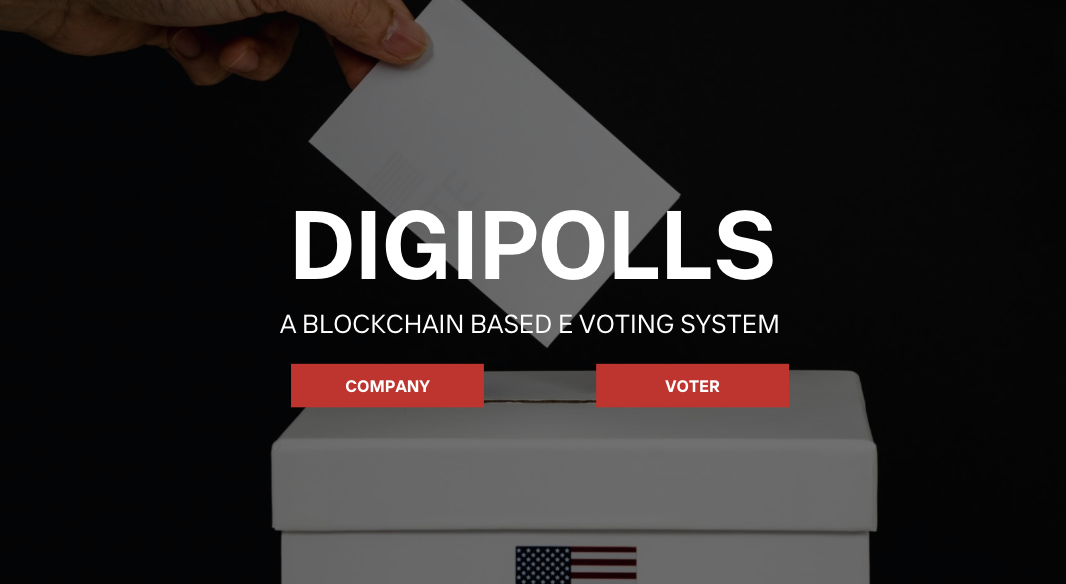 DIGIPOLLS
A BLOCKCHAIN BASED E VOTING SYSTEM
COMPANY
VOTER